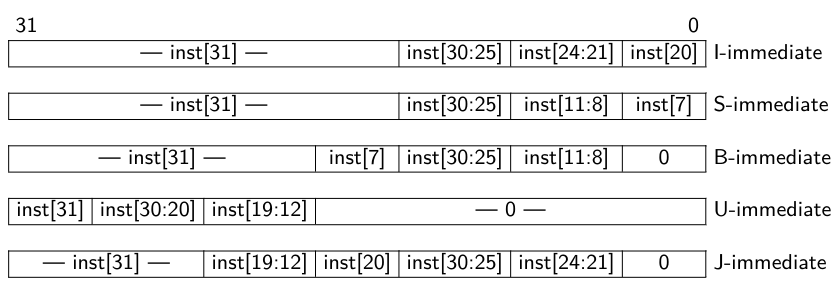 31 0
— inst[31] — inst[30:25] inst[24:21] inst[20] I-immediate
— inst[31] — inst[30:25] inst[11:8] inst[7] S-immediate
— inst[31] — inst[7] inst[30:25] inst[11:8] 0 B-immediate
inst[31] inst[30:20] inst[19:12] — 0 — U-immediate
— inst[31] — inst[19:12] inst[20] inst[30:25] inst[24:21] 0 J-immediate